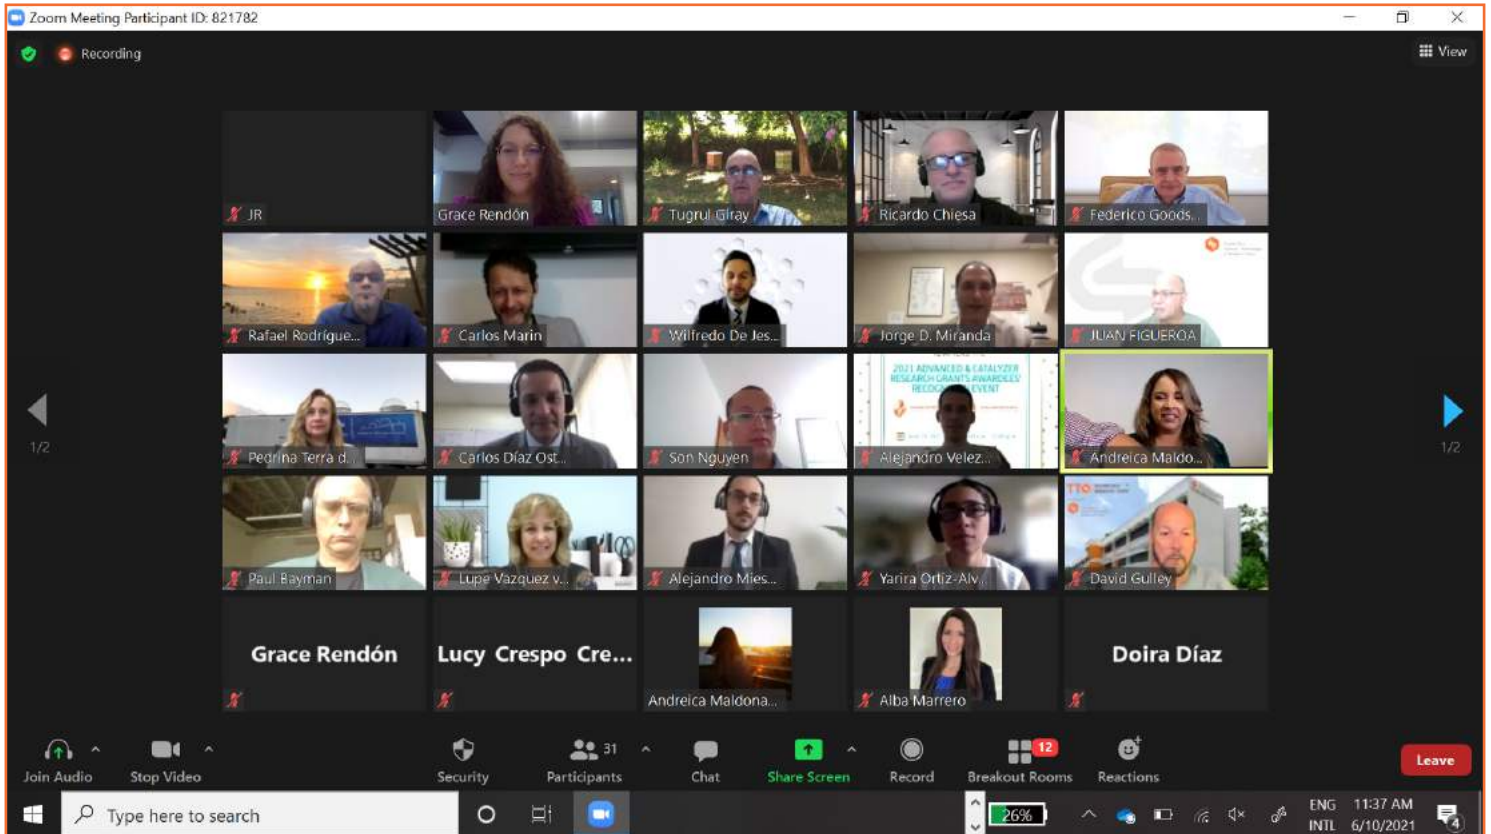 Zoom Meeting Participant ID: 821782
Recording
View
JR
Grace Rendón
Tugrul Giray
Ricardo Chiesa
Federico Goods...
Rafael Rodrígue...
Carlos Marin
Wilfredo De Jes...
Jorge D. Miranda
JUAN FIGUEROA
2021 ADVANCED & CATALYZER
RESEARCH GRANTS AWARDEES'
Pedrina Terra d...
Carlos Díaz Ost...
Son Nguyen
Alejandro Velez...
Andreica Maldo...
1/2
1/2
TTO
Paul Bayman
Lupe Vazquez v...
Alejandro Mies...
Yarira Ortiz-Alv...
David Gulley
Grace Rendón
Lucy Crespo Cre...
Andreica Maldona...
Alba Marrero
Doira Díaz
31
12
Join Audio
Stop Video
Security
Participants
Chat
Share Screen
Record
Breakout Rooms
Reactions
Leave
Type here to search
26%
ENG
INTL
11:37 AM
6/10/2021
4